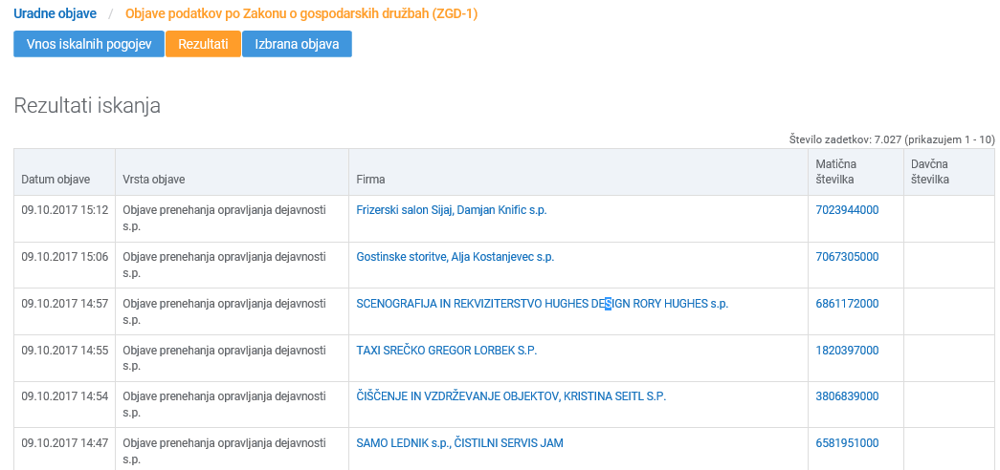 Uradne objave / Objave podatkov po Zakonu o gospodarskih družbah (ZGD-1)
Vnos iskalnih pogojev Rezultati Izbrana objava
Rezultati iskanja
Število zadetkov: 7.027 (prikazujem 1 - 10)
Datum objave Vrsta objave Firma Matična številka Davčna številka
09.10.2017 15:12 Objave prenehanja opravljanja dejavnosti s.p. Frizerski salon Sijaj, Damjan Knific s.p. 7023944000
09.10.2017 15:06 Objave prenehanja opravljanja dejavnosti s.p. Gostinske storitve, Alja Kostanjevec s.p. 7067305000
09.10.2017 14:57 Objave prenehanja opravljanja dejavnosti s.p. SCENOGRAFIJA IN REKVIZITERSTVO HUGHES DESIGN RORY HUGHES s.p. 6861172000
09.10.2017 14:55 Objave prenehanja opravljanja dejavnosti s.p. TAXI SREČKO GREGOR LORBEK S.P. 1820397000
09.10.2017 14:54 Objave prenehanja opravljanja dejavnosti s.p. ČIŠČENJE IN VZDRŽEVANJE OBJEKTOV, KRISTINA SEITL S.P. 3806839000
09.10.2017 14:47 Objave prenehanja opravljanja dejavnosti s.p. SAMO LEDNIK s.p., ČISTILNI SERVIS JAM 6581951000